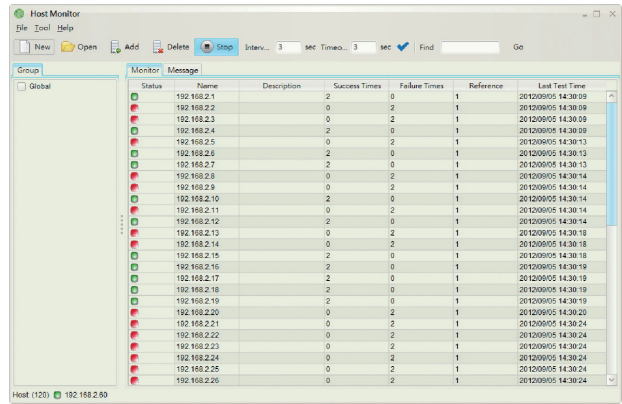 Host Monitor
File Tool Help
New Open Add Delete Stop Interv... 3 sec Timeo... 3 sec Find Go
Group Monitor Message
Global
Status Name Description Success Times Failure Times Reference Last Test Time
192.168.2.1 2 0 1 2012/09/05 14:30:09
192.168.2.2 0 2 1 2012/09/05 14:30:09
192.168.2.3 0 2 1 2012/09/05 14:30:09
192.168.2.4 2 0 1 2012/09/05 14:30:09
192.168.2.5 0 2 1 2012/09/05 14:30:13
192.168.2.6 2 0 1 2012/09/05 14:30:13
192.168.2.7 2 0 1 2012/09/05 14:30:13
192.168.2.8 0 2 1 2012/09/05 14:30:14
192.168.2.9 0 2 1 2012/09/05 14:30:14
192.168.2.10 2 0 1 2012/09/05 14:30:14
192.168.2.11 0 2 1 2012/09/05 14:30:14
192.168.2.12 2 0 1 2012/09/05 14:30:14
192.168.2.13 0 2 1 2012/09/05 14:30:18
192.168.2.14 0 2 1 2012/09/05 14:30:18
192.168.2.15 2 0 1 2012/09/05 14:30:18
192.168.2.16 2 0 1 2012/09/05 14:30:19
192.168.2.17 2 0 1 2012/09/05 14:30:19
192.168.2.18 2 0 1 2012/09/05 14:30:19
192.168.2.19 2 0 1 2012/09/05 14:30:19
192.168.2.20 0 2 1 2012/09/05 14:30:20
192.168.2.21 0 2 1 2012/09/05 14:30:24
192.168.2.22 0 2 1 2012/09/05 14:30:24
192.168.2.23 0 2 1 2012/09/05 14:30:24
192.168.2.24 0 2 1 2012/09/05 14:30:24
192.168.2.25 0 2 1 2012/09/05 14:30:24
192.168.2.26 0 2 1 2012/09/05 14:30:24
Host (120) 192.168.2.60